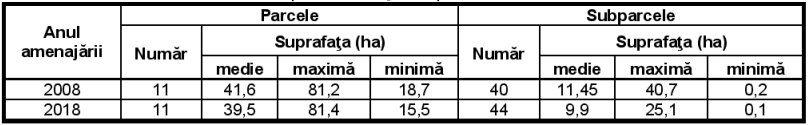 Anul amenajării Parcele Subparcele
Număr Suprafaţa (ha) Număr Suprafaţa (ha)
medie maximă minimă medie maximă minimă
2008 11 41,6 81,2 18,7 40 11,45 40,7 0,2
2018 11 39,5 81,4 15,5 44 9,9 25,1 0,1